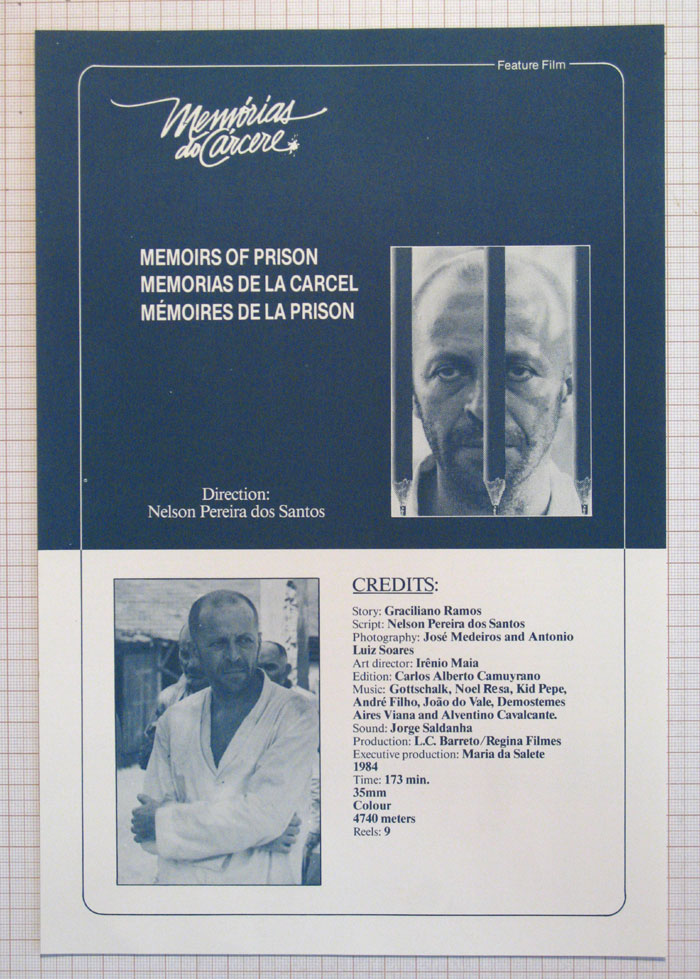 Feature Film
Memórias
do Cárcere
MEMOIRS OF PRISON
MEMORIAS DE LA CARCEL
MÉMOIRES DE LA PRISON
Direction:
Nelson Pereira dos Santos
CREDITS:
Story: Graciliano Ramos
Script: Nelson Pereira dos Santos
Photography: José Medeiros and Antonio
Luiz Soares
Art director: Irênio Maia
Edition: Carlos Alberto Camuyrano
Music: Gottschalk, Noel Resa, Kid Pepe,
André Filho, João do Vale, Demostemes
Aires Viana and Alventino Cavalcante.
Sound: Jorge Saldanha
Production: L.C. Barreto/Regina Filmes
Executive production: Maria da Salete
1984
Time: 173 min.
35mm
Colour
4740 meters
Reels: 9